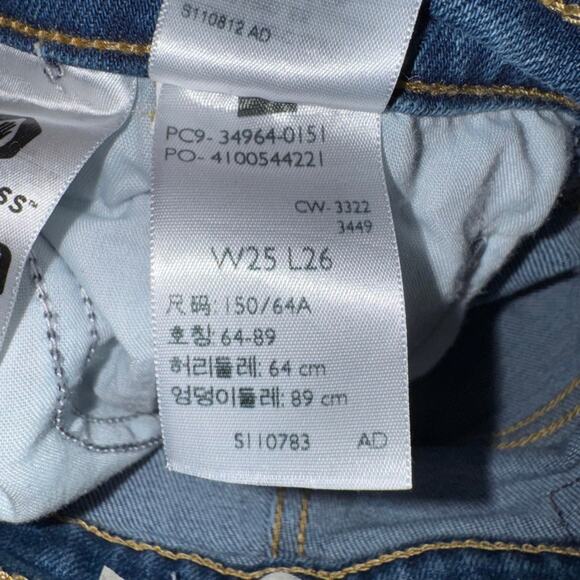 S110812 AD
PC9- 34964-0151
PO- 4100544221
CW-3322
3449
W25 L26
尺码: 150/64A
호칭: 64-89
허리둘레: 64 cm
엉덩이둘레: 89 cm
S110783 AD
SS™